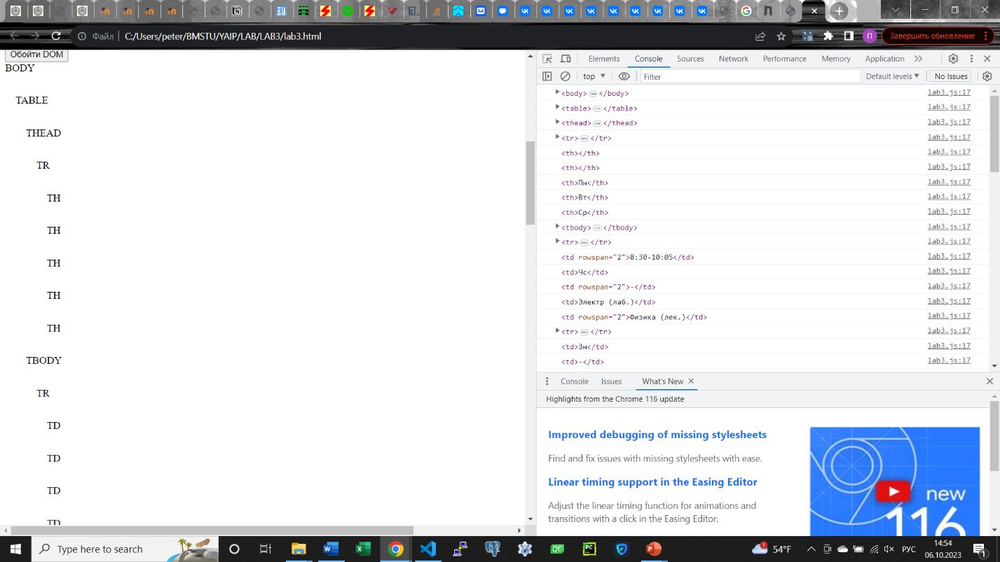 EU
Файл | C:/Users/peter/BMSTU/YAIP/LAB/LAB3/lab3.html
П
Завершить обновление
Обойти DOM
BODY
TABLE
THEAD
TR
TH
TH
TH
TH
TH
TBODY
TR
TD
TD
TD
TD
Elements Console Sources Network Performance Memory Application
top Filter Default levels No Issues
<body>…</body> lab3.js:17
<table>…</table> lab3.js:17
<thead>…</thead> lab3.js:17
<tr>…</tr> lab3.js:17
<th></th> lab3.js:17
<th></th> lab3.js:17
<th>Пн</th> lab3.js:17
<th>Вт</th> lab3.js:17
<th>Ср</th> lab3.js:17
<tbody>…</tbody> lab3.js:17
<tr>…</tr> lab3.js:17
<td rowspan="2">8:30-10:05</td> lab3.js:17
<td>Чс</td> lab3.js:17
<td rowspan="2">-</td> lab3.js:17
<td>Электр (лаб.)</td> lab3.js:17
<td rowspan="2">Физика (лек.)</td> lab3.js:17
<tr>…</tr> lab3.js:17
<td>Зн</td> lab3.js:17
<td>-</td> lab3.js:17
Console Issues What's New
Highlights from the Chrome 116 update
Improved debugging of missing stylesheets
Find and fix issues with missing stylesheets with ease.
Linear timing support in the Easing Editor
Adjust the linear timing function for animations and
transitions with a click in the Easing Editor.
new
116
Type here to search
QC
PC
1
54°F
РУС
14:54
06.10.2023
1